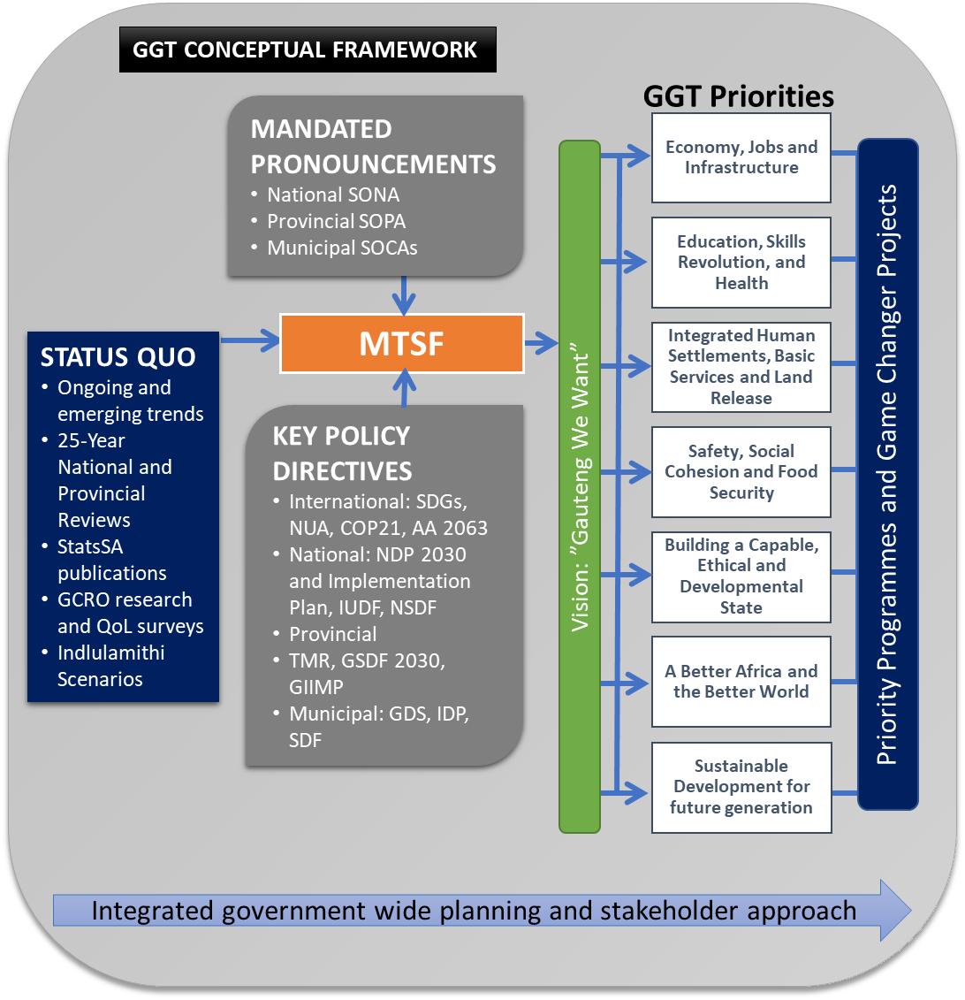 GGT CONCEPTUAL FRAMEWORK
MANDATED
PRONOUNCEMENTS
• National SONA
• Provincial SOPA
• Municipal SOCAs
MTSF
STATUS QUO
• Ongoing and
emerging trends
• 25-Year
National and
Provincial
Reviews
• StatsSA
publications
• GCRO research
and QoL surveys
• Indlulamithi
Scenarios
KEY POLICY
DIRECTIVES
• International: SDGs,
NUA, COP21, AA 2063
• National: NDP 2030
and Implementation
Plan, IUDF, NSDF
• Provincial
• TMR, GSDF 2030,
GIIMP
• Municipal: GDS, IDP,
SDF
Vision: ”Gauteng We Want”
GGT Priorities
Economy, Jobs and
Infrastructure
Education, Skills
Revolution, and
Health
Integrated Human
Settlements, Basic
Services and Land
Release
Safety, Social
Cohesion and Food
Security
Building a Capable,
Ethical and
Developmental
State
A Better Africa and
the Better World
Sustainable
Development for
future generation
Priority Programmes and Game Changer Projects
Integrated government wide planning and stakeholder approach